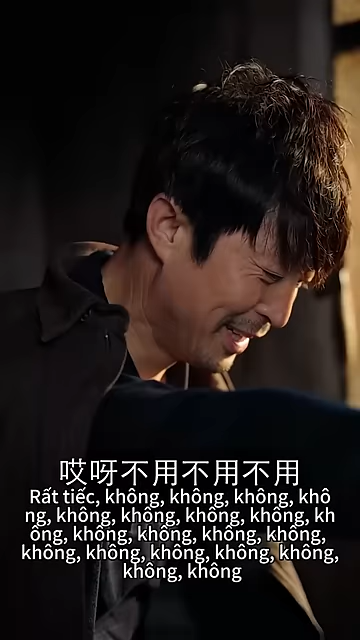 哎呀不用不用不用
Rất tiếc, không, không, không, khô
ng, không, không, không, không, kh
ông, không, không, không, không,
không, không, không, không, không,
không, không